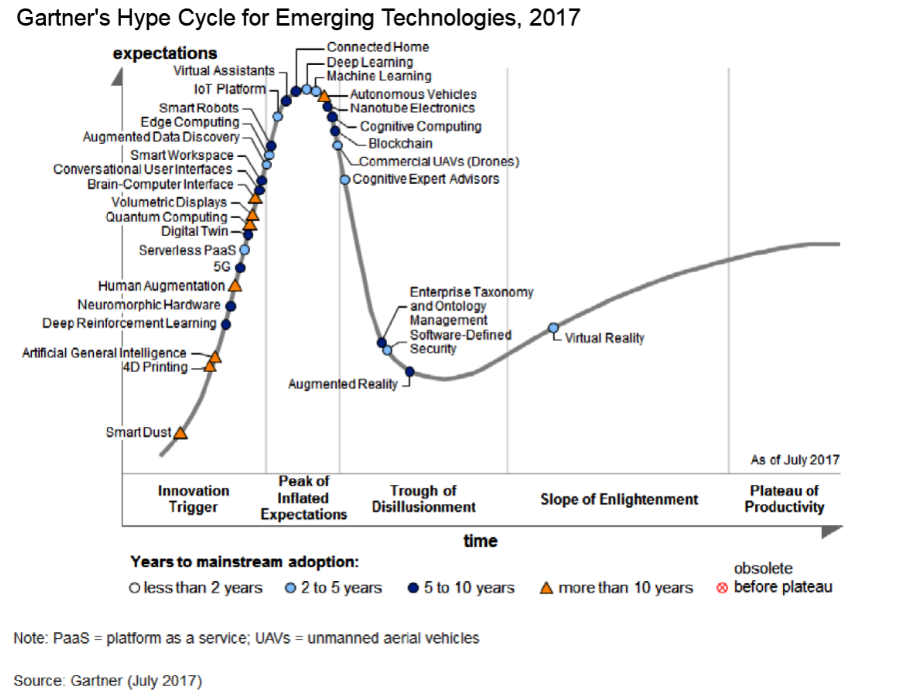 Gartner's Hype Cycle for Emerging Technologies, 2017
expectations
Connected Home
Deep Learning
Machine Learning
Autonomous Vehicles
Nanotube Electronics
Cognitive Computing
Blockchain
Commercial UAVs (Drones)
Cognitive Expert Advisors
Virtual Assistants
IoT Platform
Smart Robots
Edge Computing
Augmented Data Discovery
Smart Workspace
Conversational User Interfaces
Brain-Computer Interface
Volumetric Displays
Quantum Computing
Digital Twin
Serverless PaaS
5G
Human Augmentation
Neuromorphic Hardware
Deep Reinforcement Learning
Artificial General Intelligence
4D Printing
Smart Dust
Enterprise Taxonomy
and Ontology
Management
Software-Defined
Security
Augmented Reality
Virtual Reality
As of July 2017
Innovation
Trigger
Peak of
Inflated
Expectations
Trough of
Disillusionment
Slope of Enlightenment
Plateau of
Productivity
time
Years to mainstream adoption:
less than 2 years
2 to 5 years
5 to 10 years
more than 10 years
obsolete
before plateau
Note: PaaS = platform as a service; UAVs = unmanned aerial vehicles
Source: Gartner (July 2017)